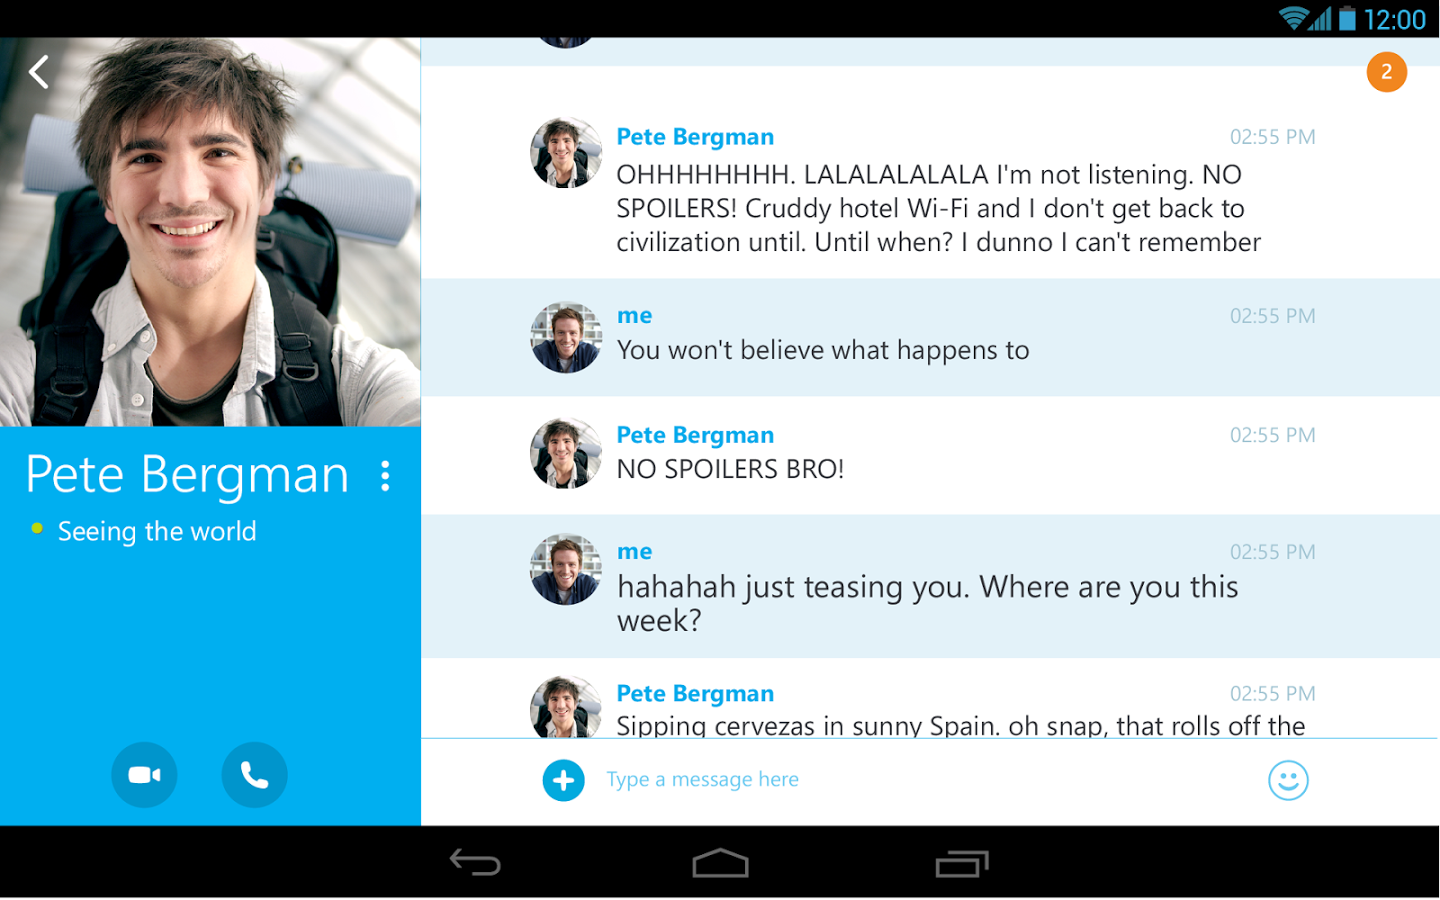 12:00
2
Pete Bergman 02:55 PM
OHHHHHHHH. LALALALALALA I'm not listening. NO
SPOILERS! Cruddy hotel Wi-Fi and I don't get back to
civilization until. Until when? I dunno I can't remember
me 02:55 PM
You won't believe what happens to
Pete Bergman 02:55 PM
NO SPOILERS BRO!
me 02:55 PM
hahahah just teasing you. Where are you this
week?
Pete Bergman 02:55 PM
Sipping cervezas in sunny Spain. oh snap, that rolls off the
Type a message here
Pete Bergman
Seeing the world